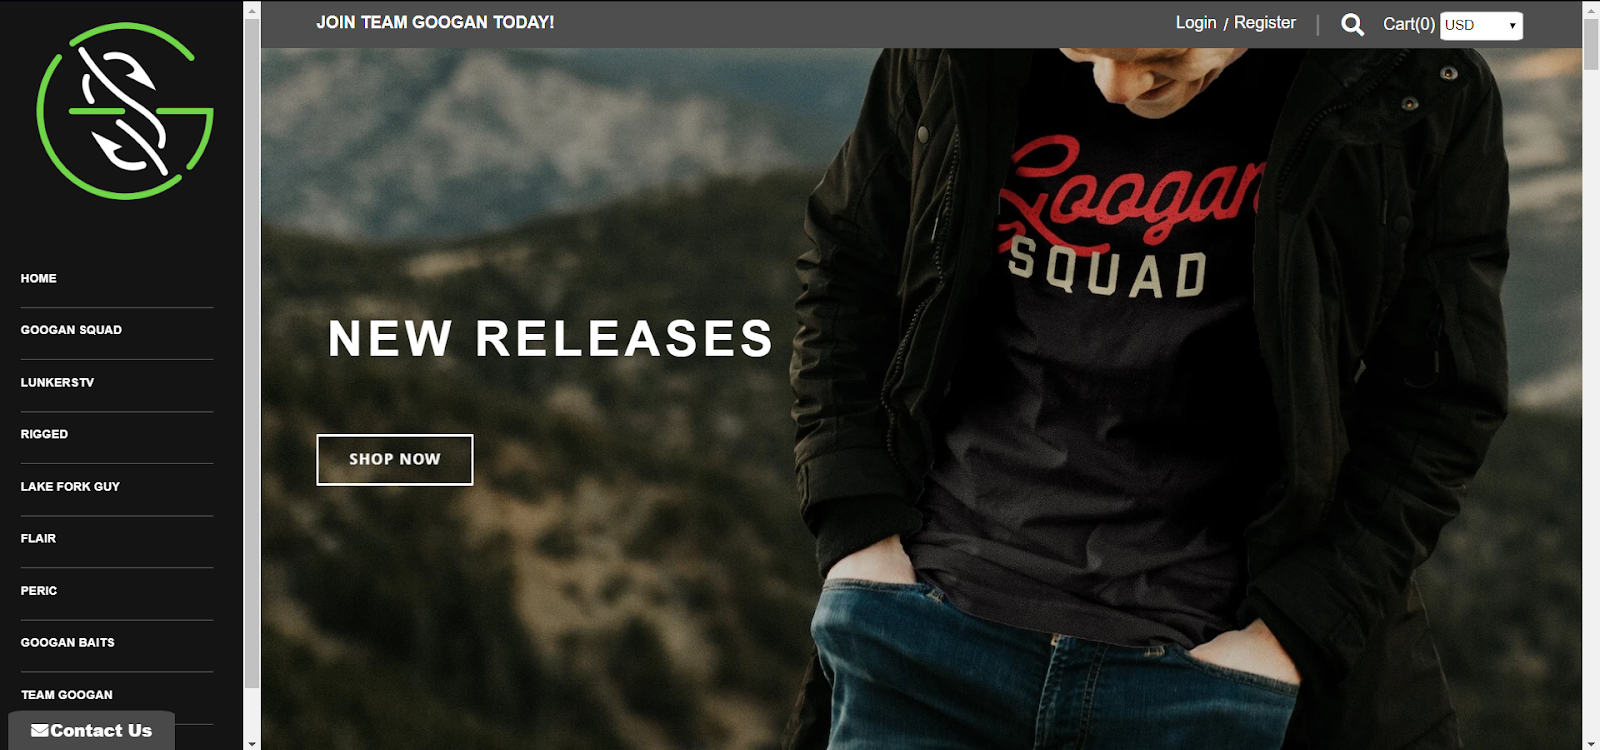 JOIN TEAM GOOGAN TODAY!
Login / Register | Cart(0) USD
HOME
GOOGAN SQUAD
LUNKERSTV
RIGGED
LAKE FORK GUY
FLAIR
PERIC
GOOGAN BAITS
TEAM GOOGAN
Contact Us
NEW RELEASES
SHOP NOW
Googan
SQUAD